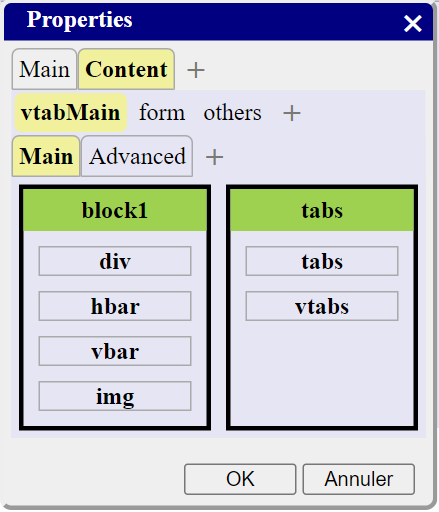 Properties ×
Main Content +
vtabMain form others +
Main Advanced +
block1 tabs
div tabs
hbar vtabs
vbar
img
OK Annuler